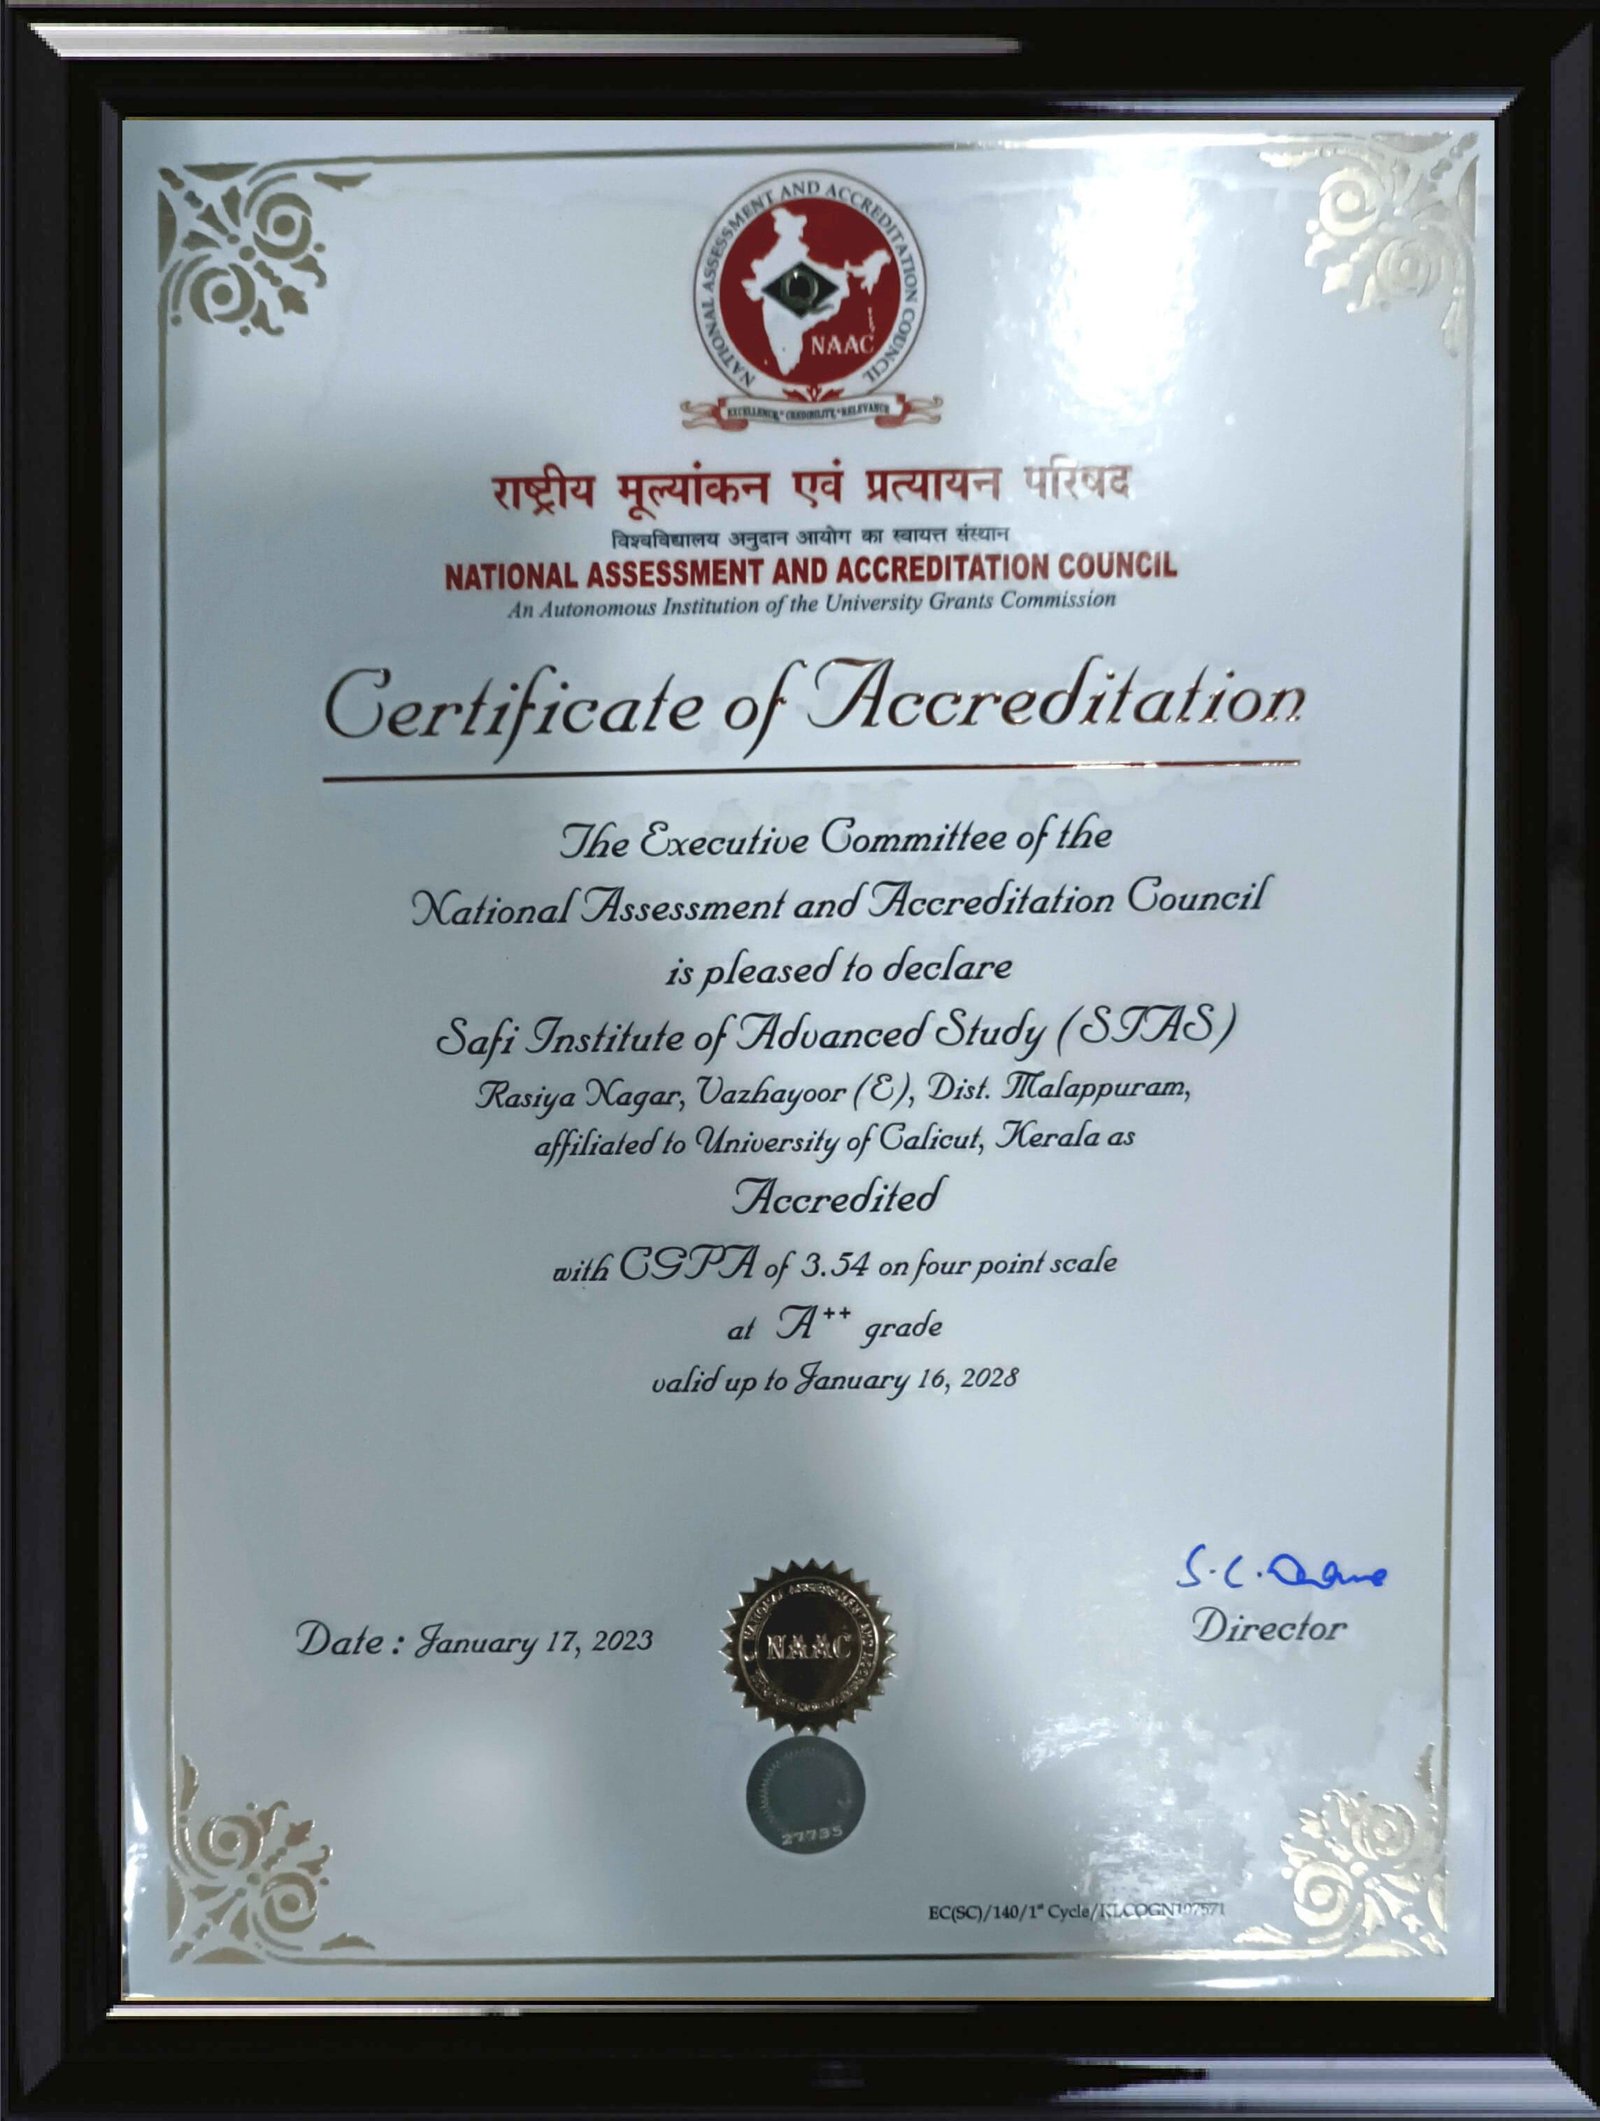 NATIONAL ASSESSMENT AND ACCREDITATION COUNCIL
NAAC
EXCELLENCE * CREDIBILITY * RELEVANCE
राष्ट्रीय मूल्यांकन एवं प्रत्यायन परिषद
विश्वविद्यालय अनुदान आयोग का स्वायत्त संस्थान
NATIONAL ASSESSMENT AND ACCREDITATION COUNCIL
An Autonomous Institution of the University Grants Commission
Certificate of Accreditation
The Executive Committee of the
National Assessment and Accreditation Council
is pleased to declare
Safi Institute of Advanced Study (SIAS)
Rasiya Nagar, Vazhayoor (E), Dist. Malappuram,
affiliated to University of Calicut, Kerala as
Accredited
with CGPA of 3.54 on four point scale
at A++ grade
valid up to January 16, 2028
S. C.
Director
Date : January 17, 2023
NATIONAL ASSESSMENT AND
NAAC
27735
EC(SC)/140/1st Cycle/KLCOGN107571